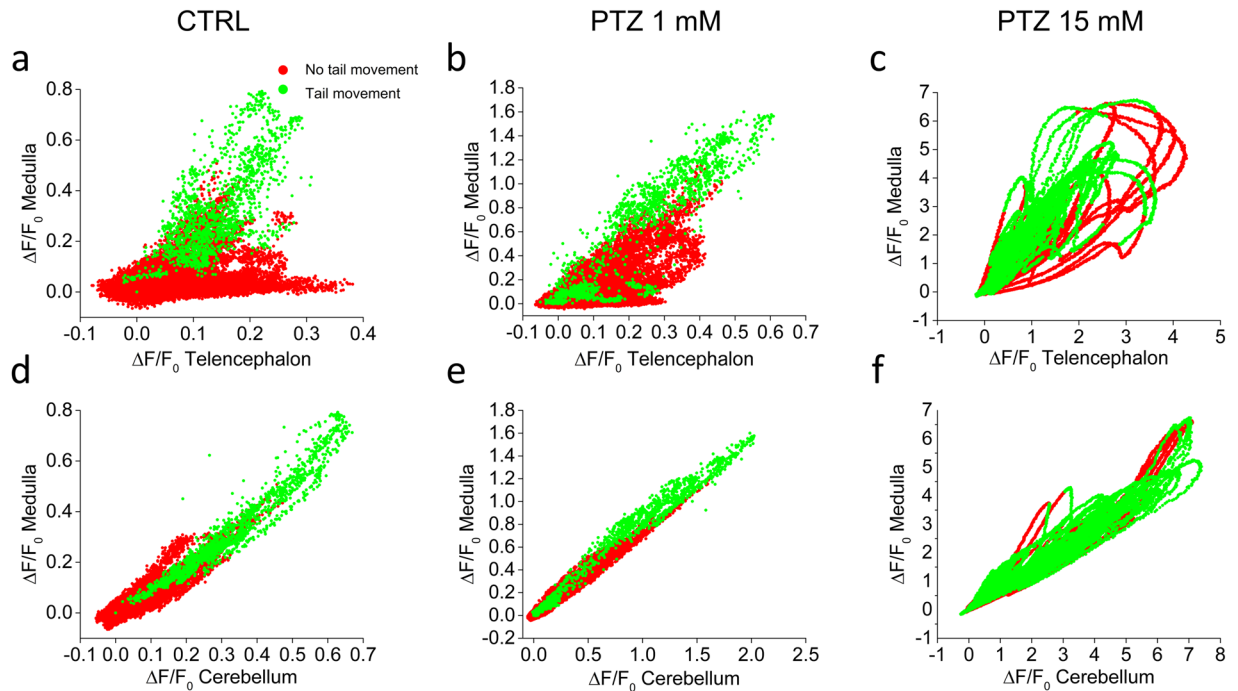 CTRL
PTZ 1 mM
PTZ 15 mM
a
No tail movement
Tail movement
ΔF/F0 Medulla
0.8
0.6
0.4
0.2
0.0
-0.1 0.0 0.1 0.2 0.3 0.4
ΔF/F0 Telencephalon
b
ΔF/F0 Medulla
1.8
1.6
1.4
1.2
1.0
0.8
0.6
0.4
0.2
0.0
-0.1 0.0 0.1 0.2 0.3 0.4 0.5 0.6 0.7
ΔF/F0 Telencephalon
c
ΔF/F0 Medulla
7
6
5
4
3
2
1
0
-1
-1 0 1 2 3 4 5
ΔF/F0 Telencephalon
d
ΔF/F0 Medulla
0.8
0.6
0.4
0.2
0.0
-0.1 0.0 0.1 0.2 0.3 0.4 0.5 0.6 0.7
ΔF/F0 Cerebellum
e
ΔF/F0 Medulla
1.8
1.6
1.4
1.2
1.0
0.8
0.6
0.4
0.2
0.0
-0.2
0.0 0.5 1.0 1.5 2.0 2.5
ΔF/F0 Cerebellum
f
ΔF/F0 Medulla
7
6
5
4
3
2
1
0
-1
-1 0 1 2 3 4 5 6 7 8
ΔF/F0 Cerebellum